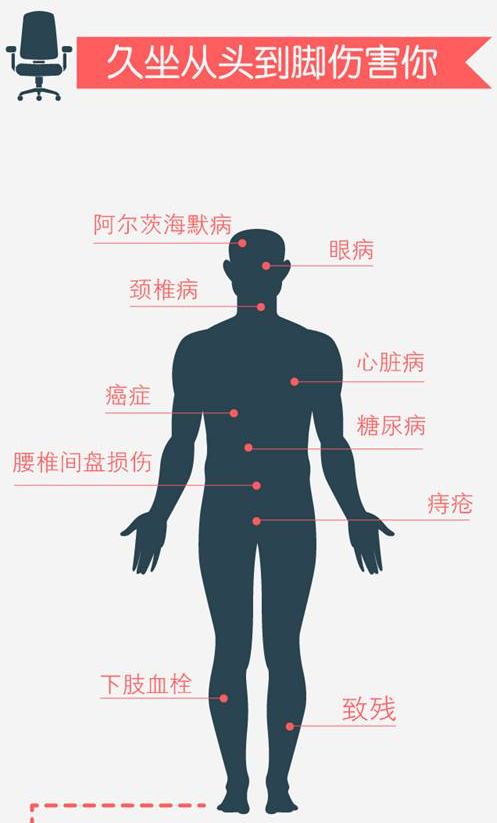 久坐从头到脚伤害你
阿尔茨海默病
眼病
颈椎病
心脏病
癌症
糖尿病
腰椎间盘损伤
痔疮
下肢血栓
致残